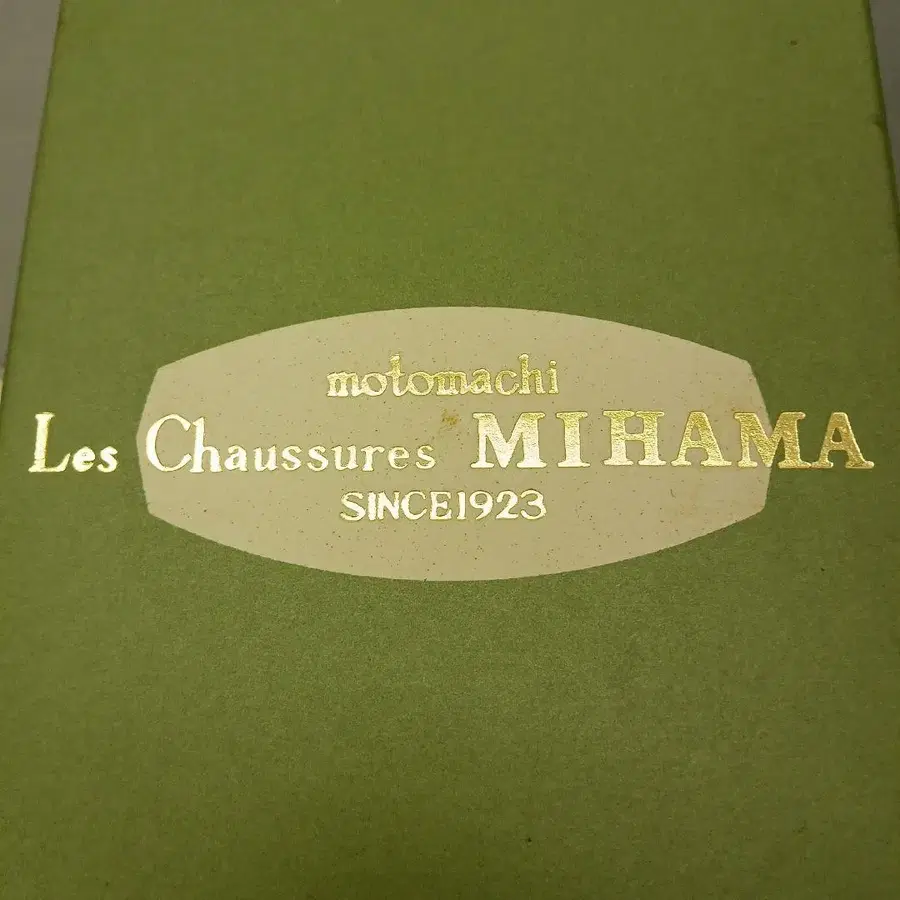 motomachi
Les Chaussures MIHAMA
SINCE1923